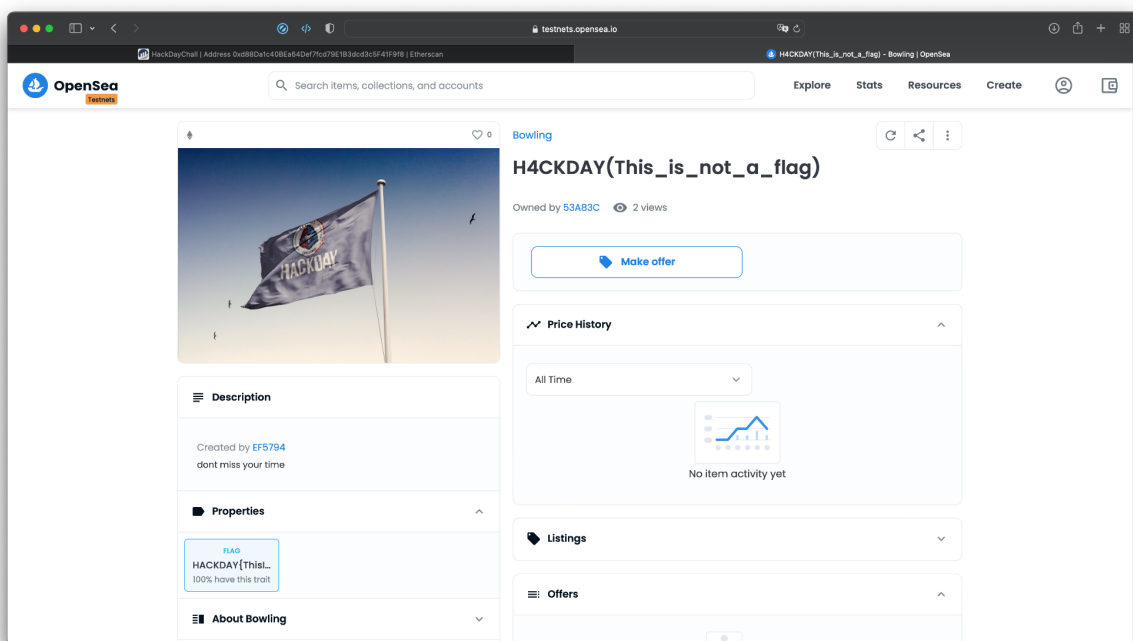 testnets.opensea.io
HackDayChall | Address 0xd88Da1c40BEa64Def7fcd79E1B3dcd3c5F41F9f8 | Etherscan
H4CKDAY(This_is_not_a_flag) - Bowling | OpenSea
OpenSea
Testnets
Search items, collections, and accounts
Explore
Stats
Resources
Create
0
HACKDAY
Bowling
H4CKDAY(This_is_not_a_flag)
Owned by 53A83C
2 views
Make offer
Price History
All Time
No item activity yet
Listings
Offers
Description
Created by EF5794
dont miss your time
Properties
FLAG
HACKDAY{ThisI...
100% have this trait
About Bowling